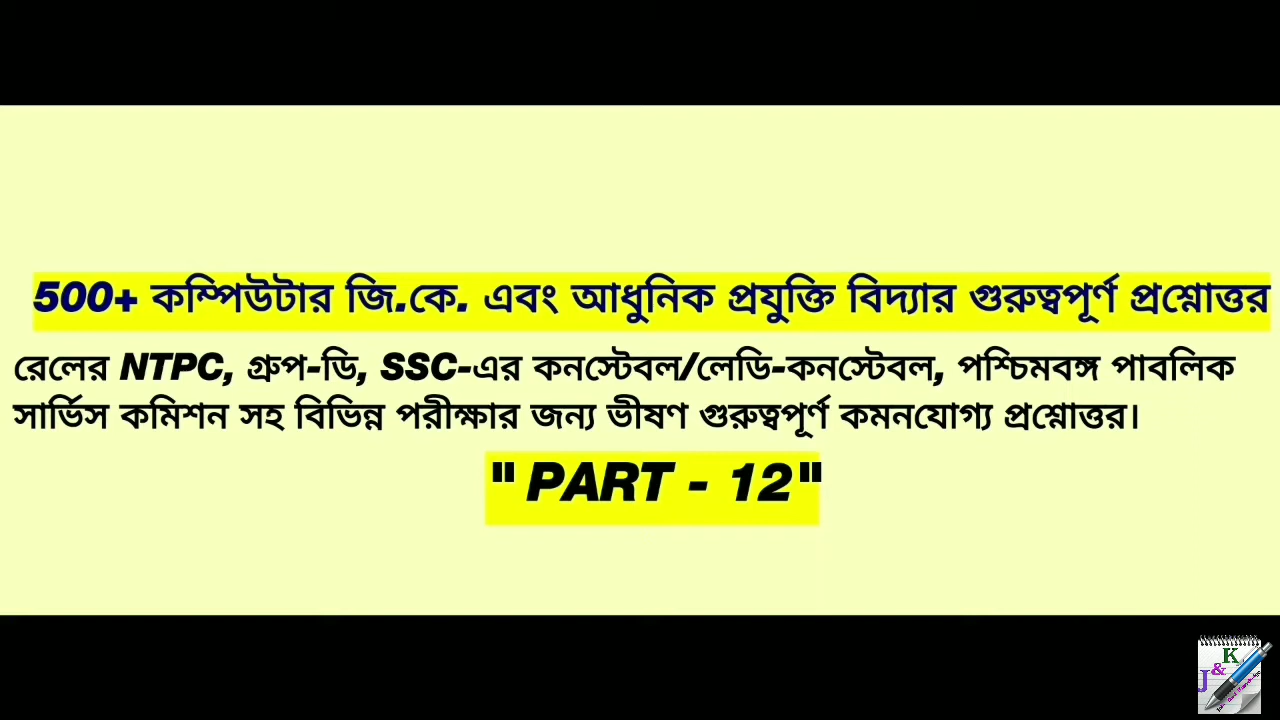 500+ কম্পিউটার জি.কে. এবং আধুনিক প্রযুক্তি বিদ্যার গুরুত্বপূর্ণ প্রশ্নোত্তর
রেলের NTPC, গ্রুপ-ডি, SSC-এর কনস্টেবল/লেডি-কনস্টেবল, পশ্চিমবঙ্গ পাবলিক
সার্ভিস কমিশন সহ বিভিন্ন পরীক্ষার জন্য ভীষণ গুরুত্বপূর্ণ কমনযোগ্য প্রশ্নোত্তর।
" PART - 12"
J&K